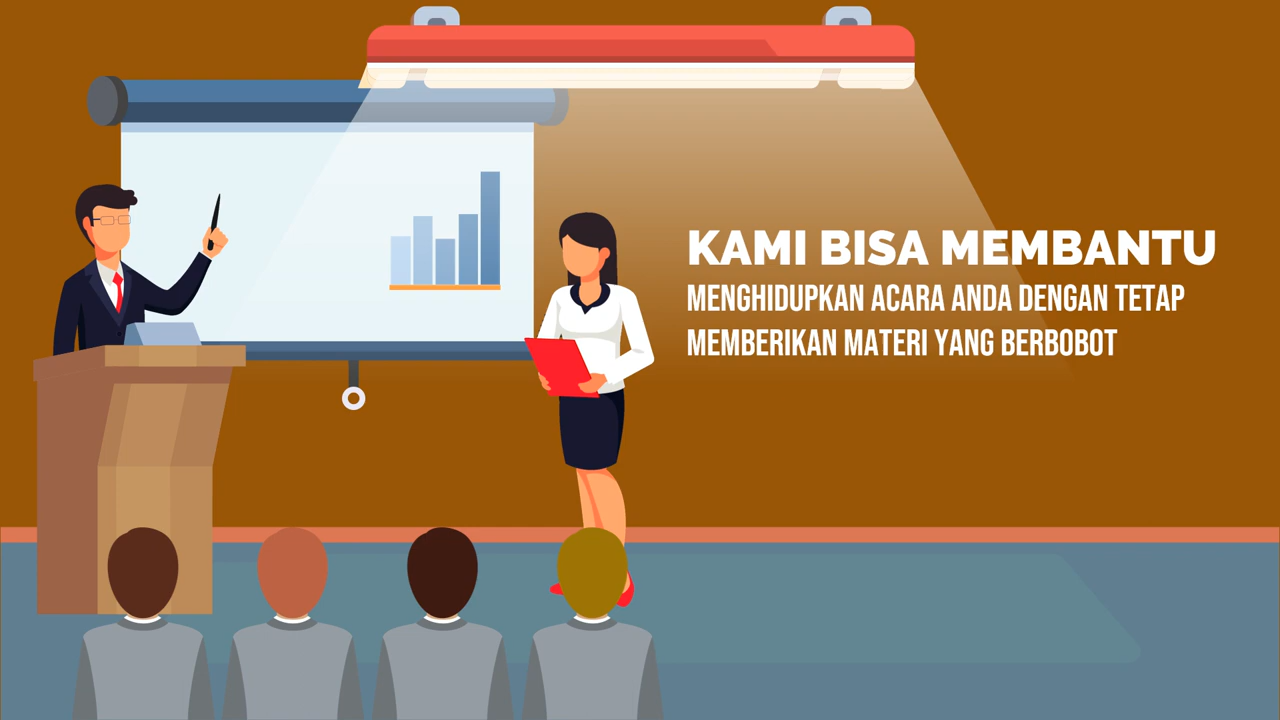 KAMI BISA MEMBANTU
MENGHIDUPKAN ACARA ANDA DENGAN TETAP
MEMBERIKAN MATERI YANG BERBOBOT